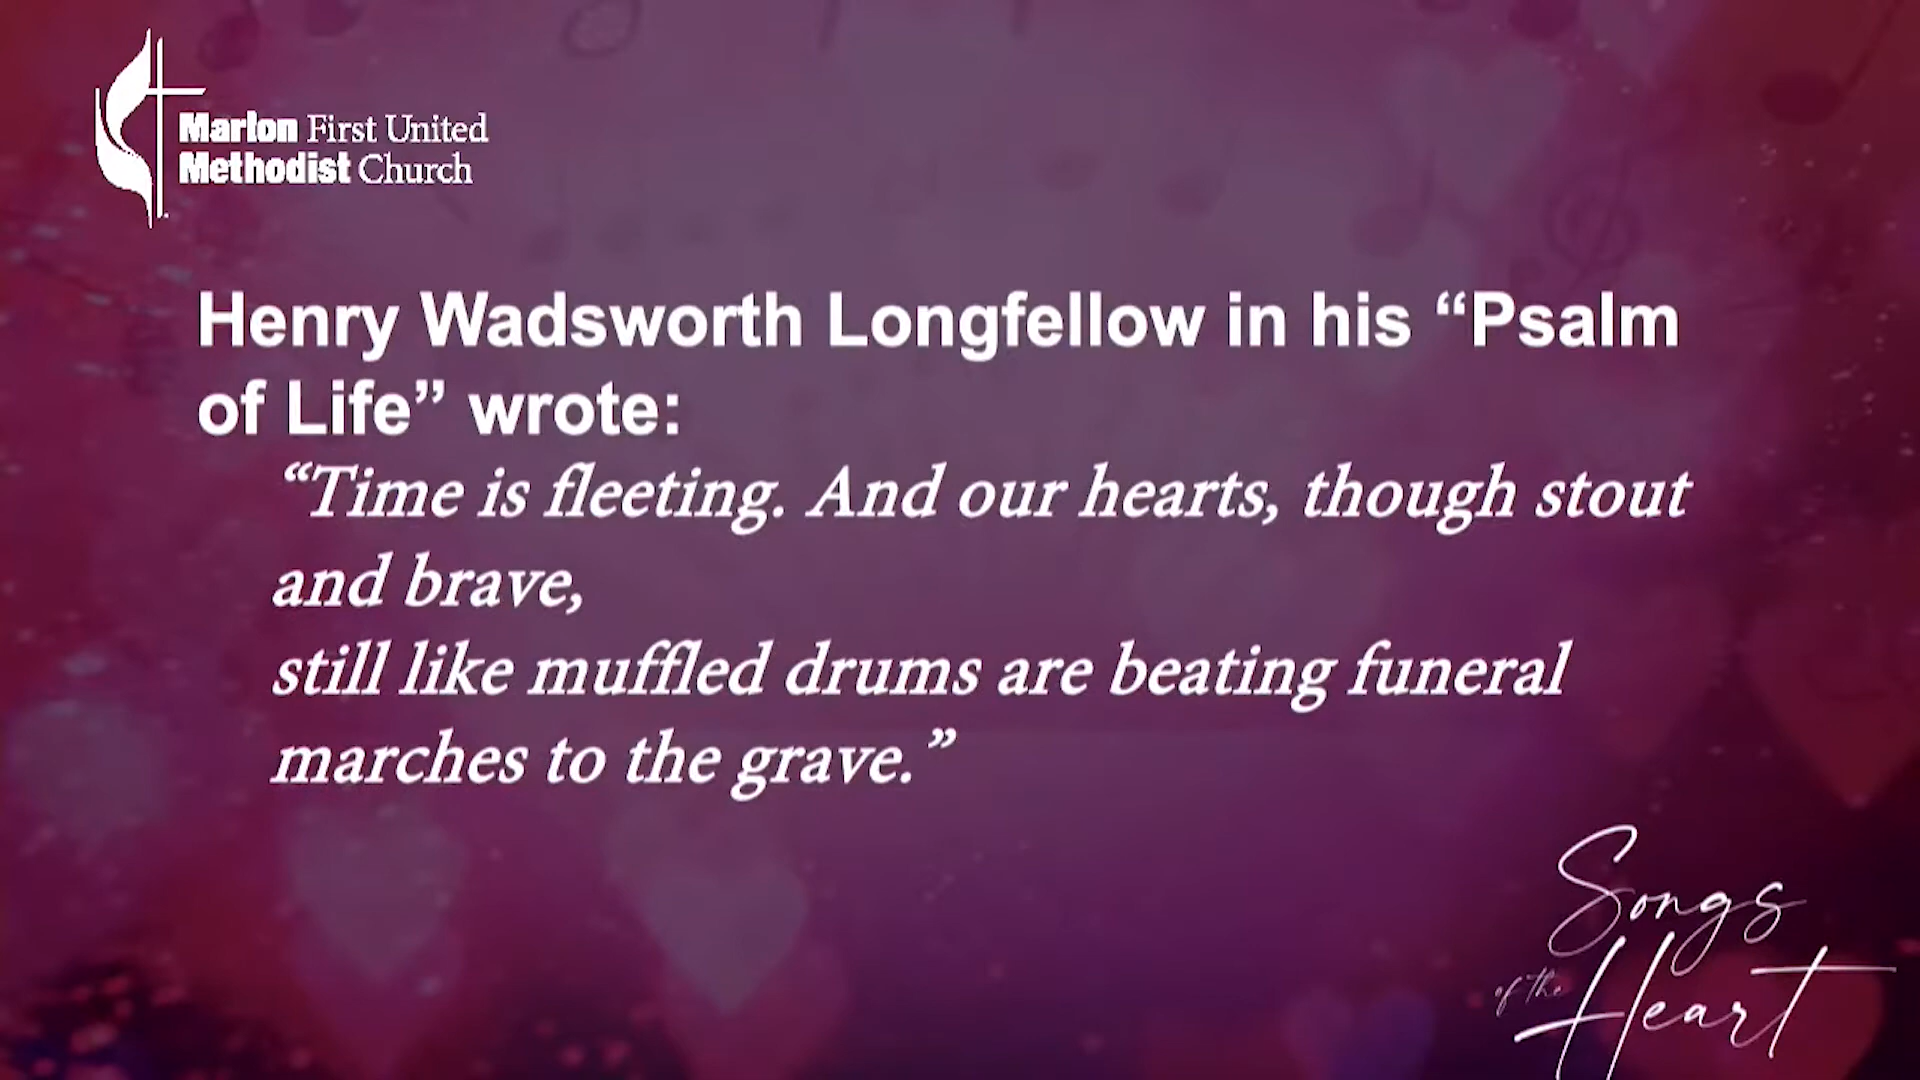 Marion First United
Methodist Church
Henry Wadsworth Longfellow in his “Psalm
of Life” wrote:
“Time is fleeting. And our hearts, though stout
and brave,
still like muffled drums are beating funeral
marches to the grave.”
Songs
of the
Heart